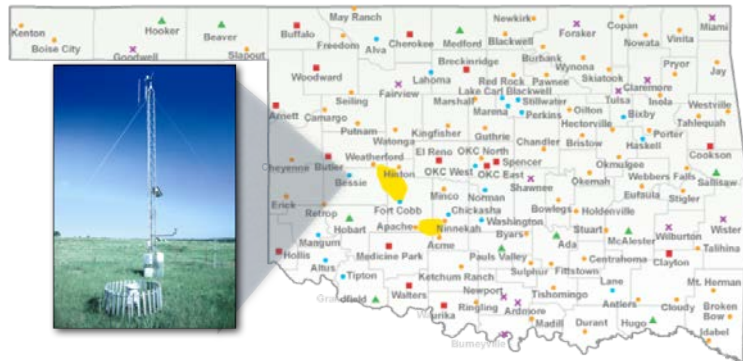 May Ranch
Newkirk
Copan
Miami
Kenton
Hooker
Beaver
Buffalo
Cherokee
Medford
Foraker
Nowata
Vinita
Boise City
Goodwell
Slapout
Freedom
Alva
Blackwell
Burbank
Wynona
Pryor
Breckinridge
Woodward
Lahoma
Red Rock
Pawnee
Skiatook
Claremore
Jay
Fairview
Lake Carl Blackwell
Seiling
Marshall
Stillwater
Tulsa
Inola
Arnett
Camargo
Marena
Perkins
Oilton
Bixby
Westville
Putnam
Kingfisher
Guthrie
Hectorville
Porter
Tahlequah
Watonga
Chandler
Bristow
Haskell
Weatherford
El Reno
OKC North
Spencer
Okmulgee
Cookson
Cheyenne
Butler
Hinton
OKC West
OKC East
Webbers Falls
Bessie
Shawnee
Okemah
Sallisaw
Minco
Norman
Eufaula
Erick
Retrop
Fort Cobb
Chickasha
Bowlegs
Holdenville
Stigler
Washington
Hobart
Apache
Ninnekah
Byars
Stuart
Wister
Mangum
Acme
Ada
McAlester
Wilburton
Talihina
Hollis
Medicine Park
Pauls Valley
Centrahoma
Clayton
Altus
Tipton
Ketchum Ranch
Sulphur
Fittstown
Mt. Herman
Grandfield
Walters
Newport
Tishomingo
Lane
Antlers
Cloudy
Broken
Bow
Waurika
Ringling
Ardmore
Madill
Durant
Hugo
Idabel
Burneyville